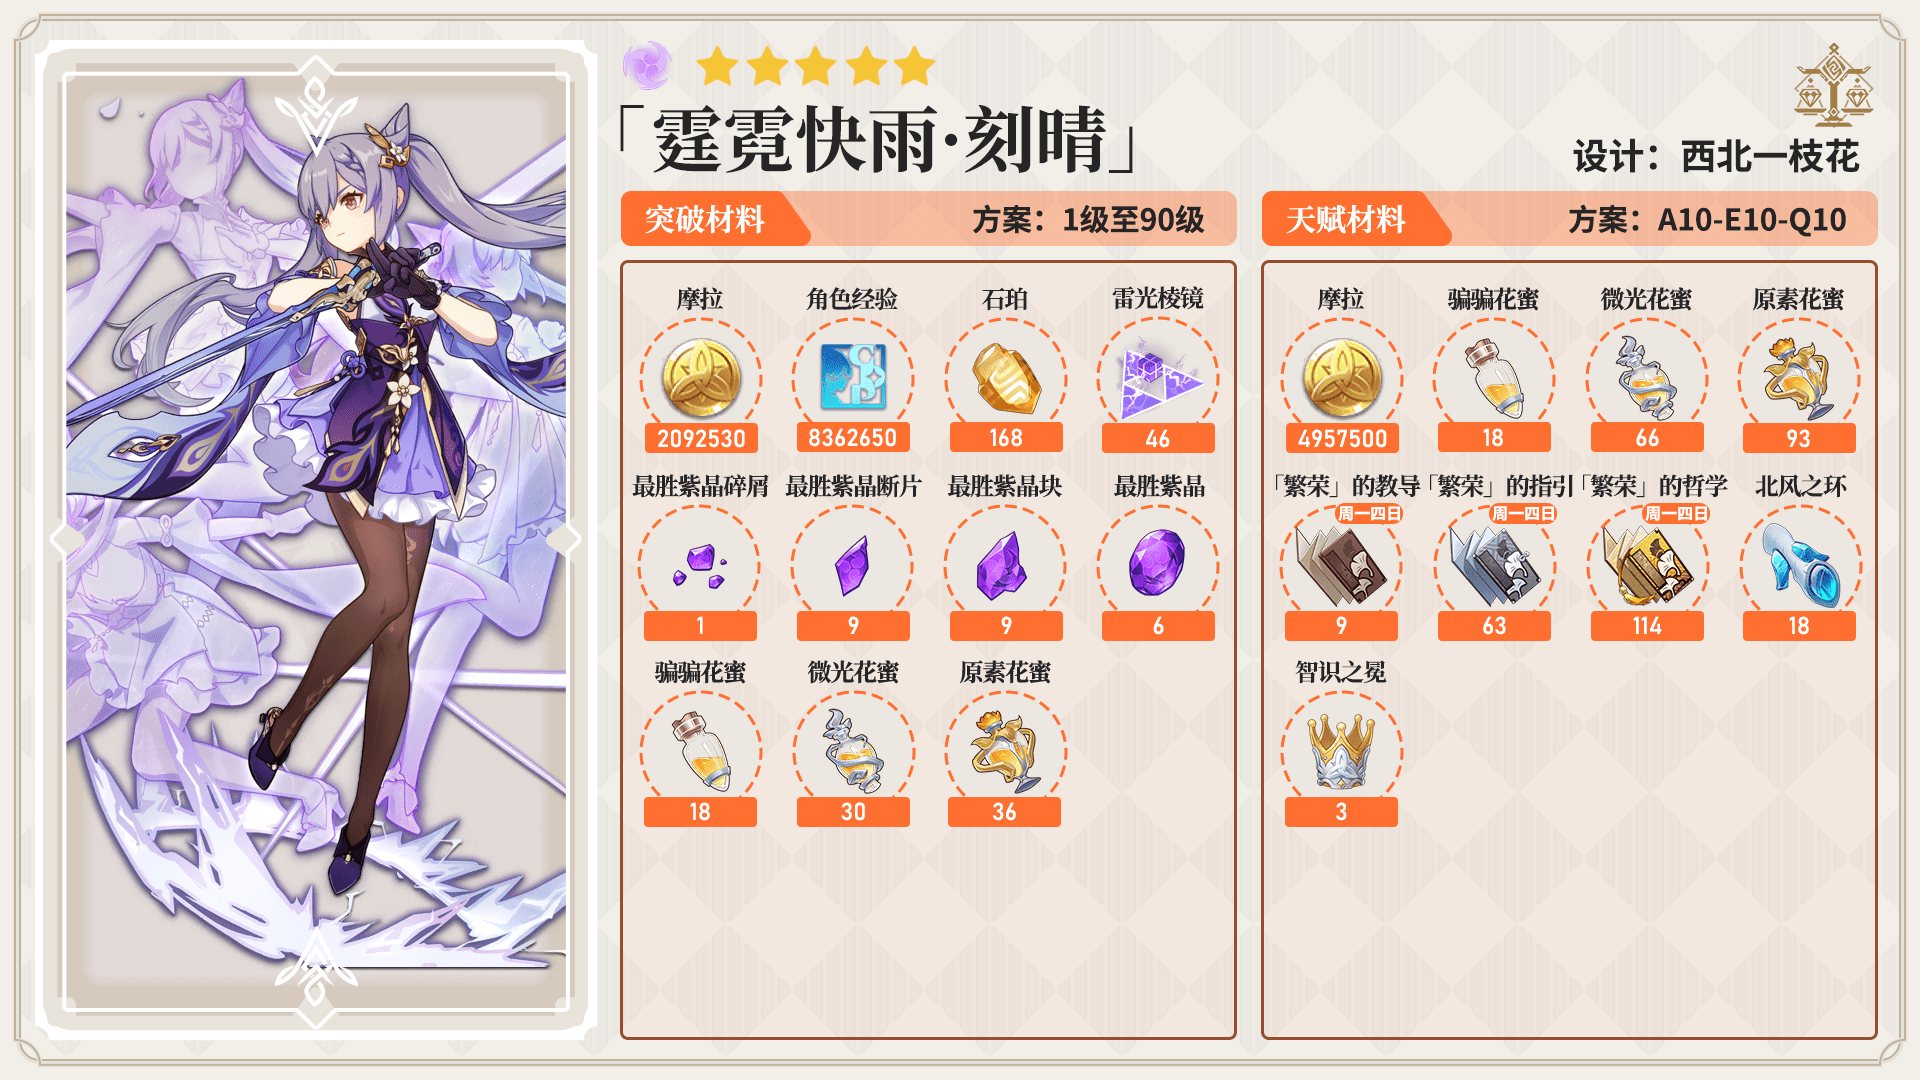 「霆霓快雨·刻晴」
设计：西北一枝花
突破材料
方案：1级至90级
摩拉
角色经验
石珀
雷光棱镜
2092530
8362650
168
46
最胜紫晶碎屑
最胜紫晶断片
最胜紫晶块
最胜紫晶
1
9
9
6
骗骗花蜜
微光花蜜
原素花蜜
18
30
36
天赋材料
方案：A10-E10-Q10
摩拉
骗骗花蜜
微光花蜜
原素花蜜
4957500
18
66
93
「繁荣」的教导
「繁荣」的指引
「繁荣」的哲学
北风之环
周一四日
周一四日
周一四日
9
63
114
18
智识之冕
3